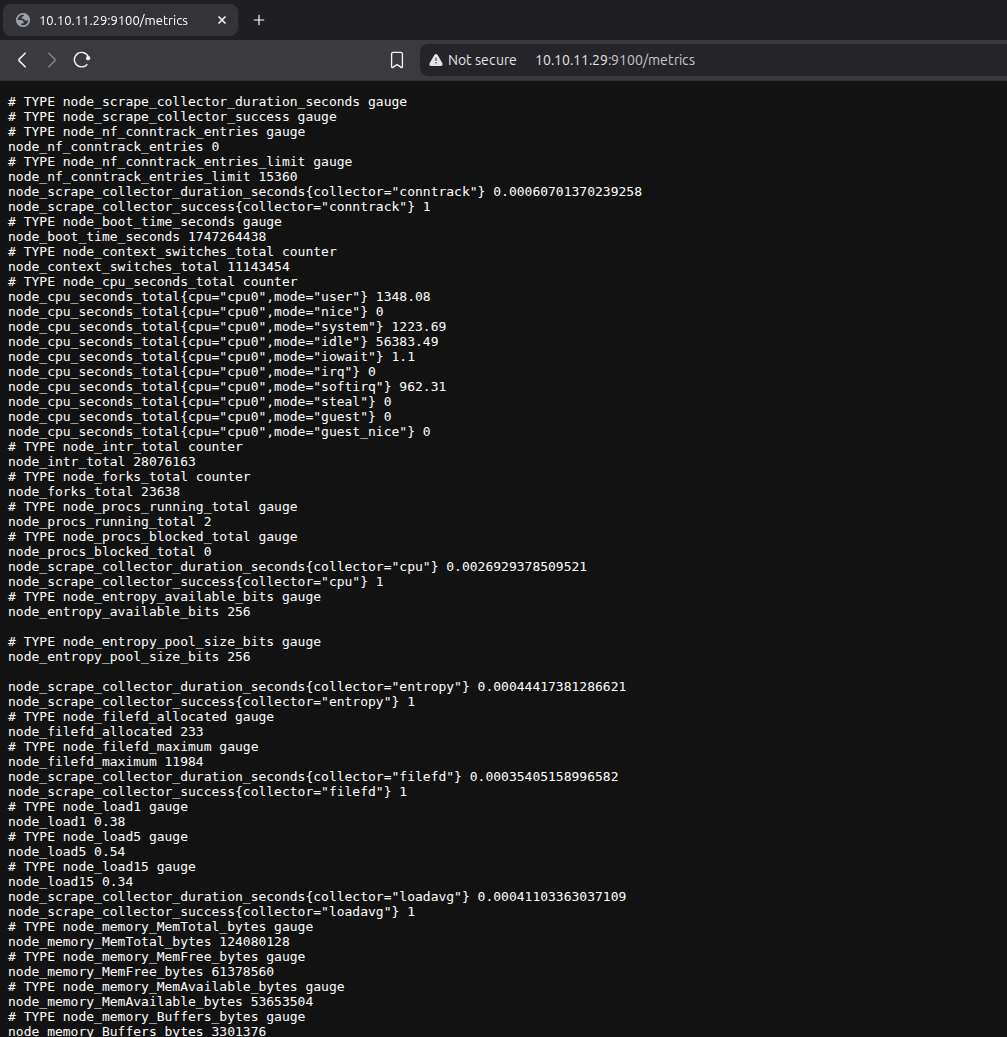 10.10.11.29:9100/metrics
Not secure 10.10.11.29:9100/metrics
# TYPE node_scrape_collector_duration_seconds gauge
# TYPE node_scrape_collector_success gauge
# TYPE node_nf_conntrack_entries gauge
node_nf_conntrack_entries 0
# TYPE node_nf_conntrack_entries_limit gauge
node_nf_conntrack_entries_limit 15360
node_scrape_collector_duration_seconds{collector="conntrack"} 0.00060701370239258
node_scrape_collector_success{collector="conntrack"} 1
# TYPE node_boot_time_seconds gauge
node_boot_time_seconds 1747264438
# TYPE node_context_switches_total counter
node_context_switches_total 11143454
# TYPE node_cpu_seconds_total counter
node_cpu_seconds_total{cpu="cpu0",mode="user"} 1348.08
node_cpu_seconds_total{cpu="cpu0",mode="nice"} 0
node_cpu_seconds_total{cpu="cpu0",mode="system"} 1223.69
node_cpu_seconds_total{cpu="cpu0",mode="idle"} 56383.49
node_cpu_seconds_total{cpu="cpu0",mode="iowait"} 1.1
node_cpu_seconds_total{cpu="cpu0",mode="irq"} 0
node_cpu_seconds_total{cpu="cpu0",mode="softirq"} 962.31
node_cpu_seconds_total{cpu="cpu0",mode="steal"} 0
node_cpu_seconds_total{cpu="cpu0",mode="guest"} 0
node_cpu_seconds_total{cpu="cpu0",mode="guest_nice"} 0
# TYPE node_intr_total counter
node_intr_total 28076163
# TYPE node_forks_total counter
node_forks_total 23638
# TYPE node_procs_running_total gauge
node_procs_running_total 2
# TYPE node_procs_blocked_total gauge
node_procs_blocked_total 0
node_scrape_collector_duration_seconds{collector="cpu"} 0.0026929378509521
node_scrape_collector_success{collector="cpu"} 1
# TYPE node_entropy_available_bits gauge
node_entropy_available_bits 256
# TYPE node_entropy_pool_size_bits gauge
node_entropy_pool_size_bits 256
node_scrape_collector_duration_seconds{collector="entropy"} 0.00044417381286621
node_scrape_collector_success{collector="entropy"} 1
# TYPE node_filefd_allocated gauge
node_filefd_allocated 233
# TYPE node_filefd_maximum gauge
node_filefd_maximum 11984
node_scrape_collector_duration_seconds{collector="filefd"} 0.00035405158996582
node_scrape_collector_success{collector="filefd"} 1
# TYPE node_load1 gauge
node_load1 0.38
# TYPE node_load5 gauge
node_load5 0.54
# TYPE node_load15 gauge
node_load15 0.34
node_scrape_collector_duration_seconds{collector="loadavg"} 0.00041103363037109
node_scrape_collector_success{collector="loadavg"} 1
# TYPE node_memory_MemTotal_bytes gauge
node_memory_MemTotal_bytes 124080128
# TYPE node_memory_MemFree_bytes gauge
node_memory_MemFree_bytes 61378560
# TYPE node_memory_MemAvailable_bytes gauge
node_memory_MemAvailable_bytes 53653504
# TYPE node_memory_Buffers_bytes gauge
node_memory_Buffers_bytes 3301376